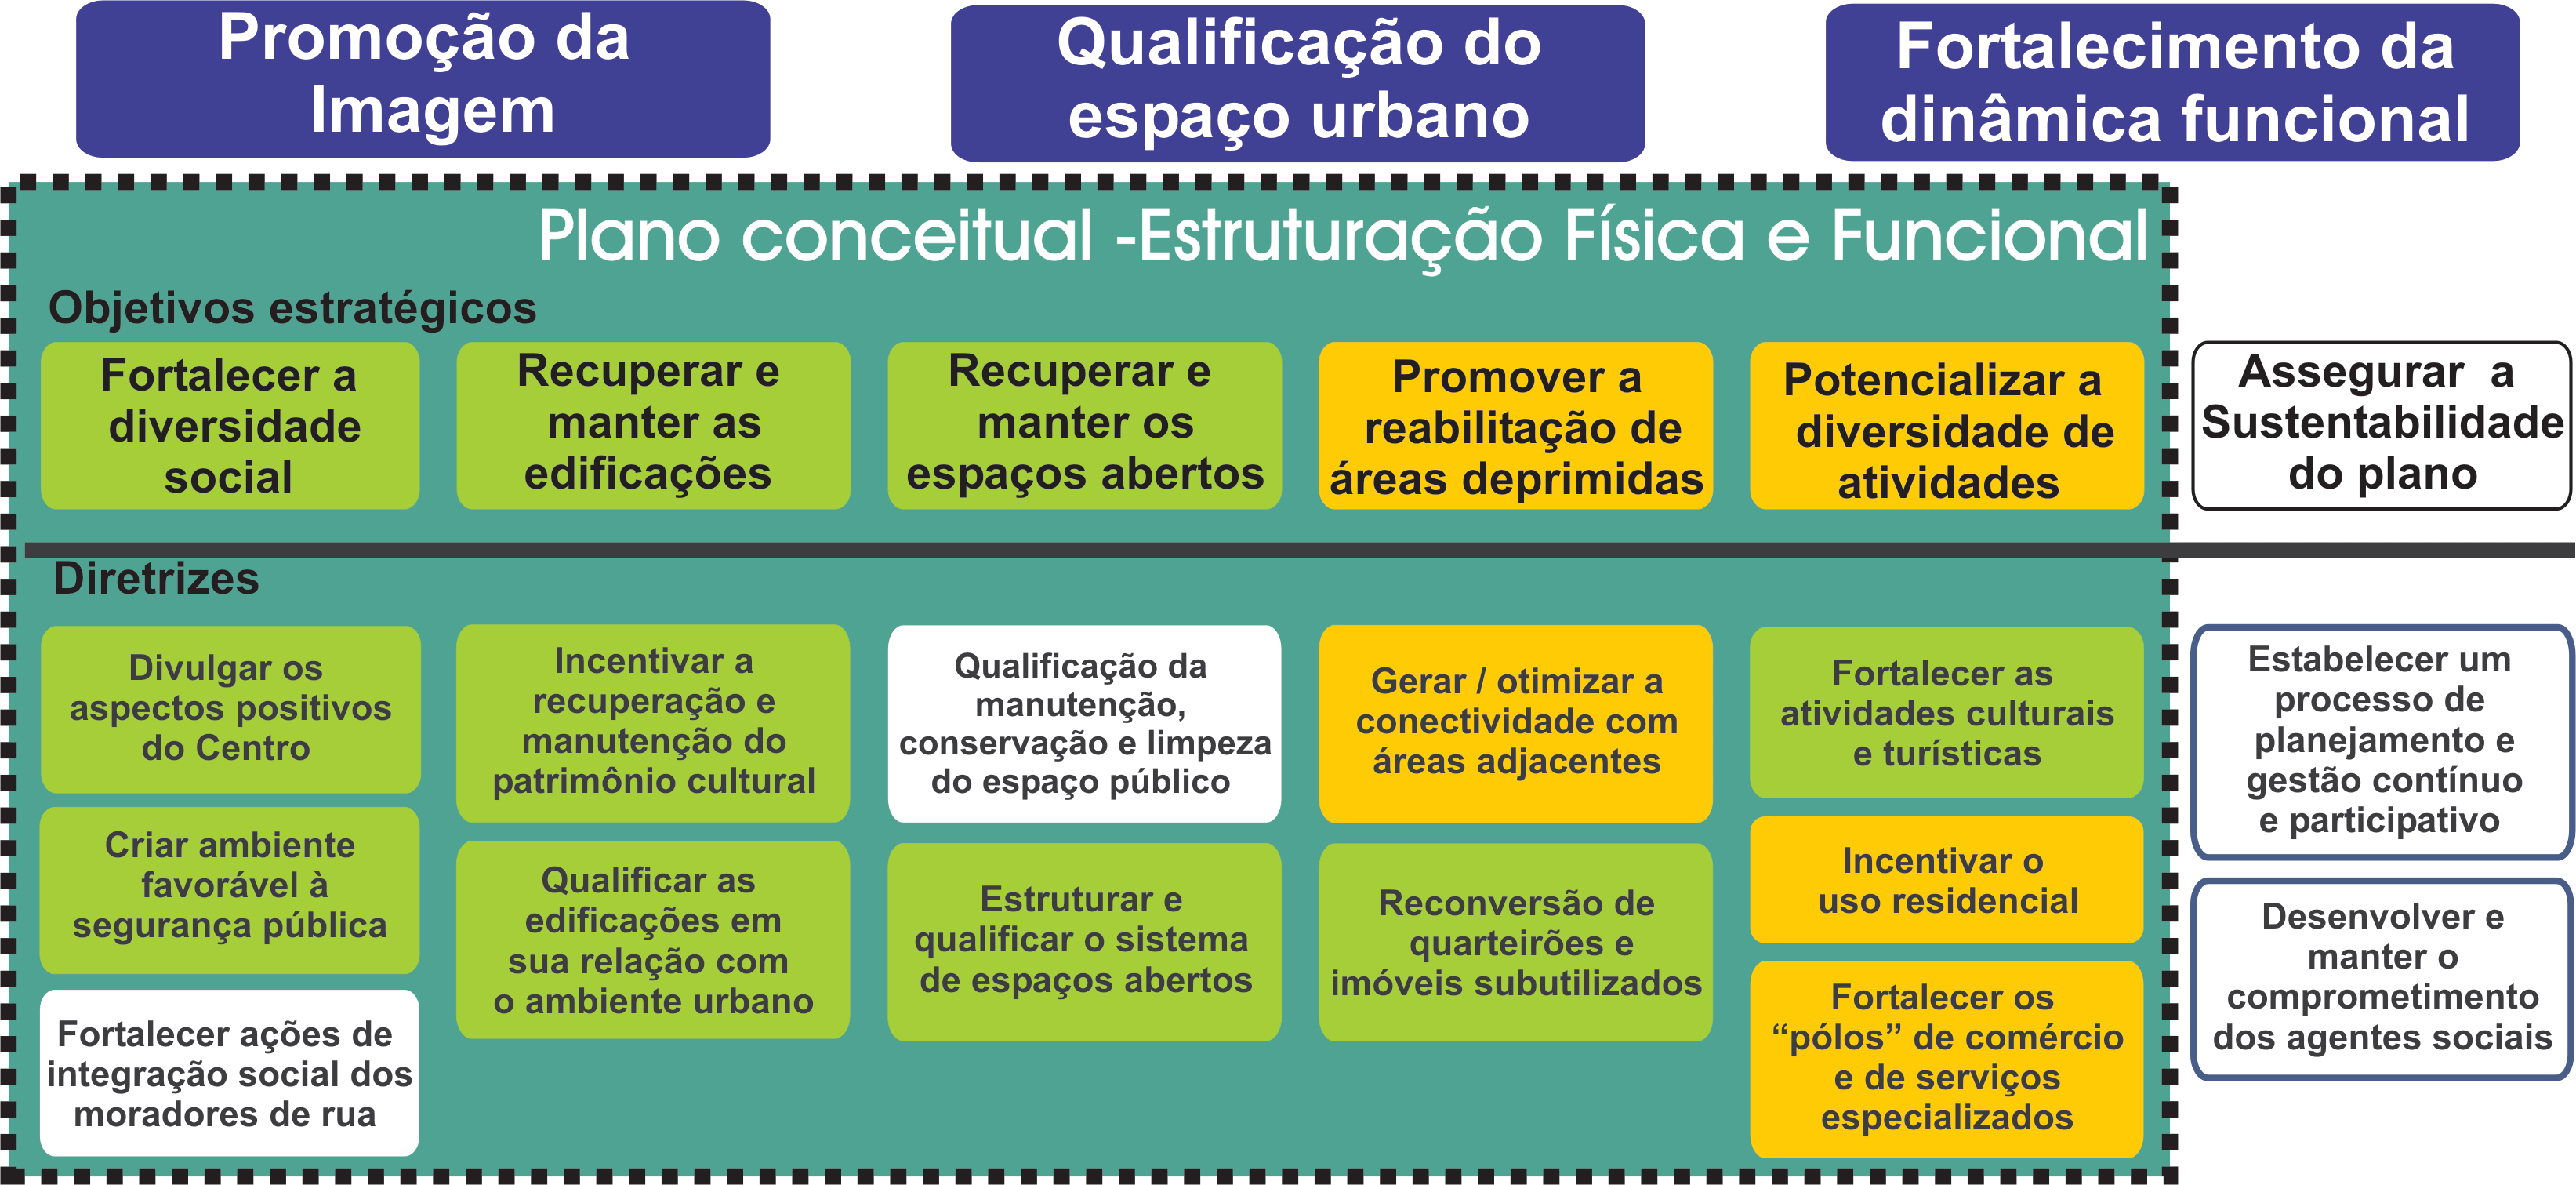 Promoção da
Imagem
Qualificação do
espaço urbano
Fortalecimento da
dinâmica funcional
Plano conceitual -Estruturação Física e Funcional
Objetivos estratégicos
Fortalecer a
diversidade
social
Recuperar e
manter as
edificações
Recuperar e
manter os
espaços abertos
Promover a
reabilitação de
áreas deprimidas
Potencializar a
diversidade de
atividades
Assegurar a
Sustentabilidade
do plano
Diretrizes
Divulgar os
aspectos positivos
do Centro
Criar ambiente
favorável à
segurança pública
Fortalecer ações de
integração social dos
moradores de rua
Incentivar a
recuperação e
manutenção do
patrimônio cultural
Qualificar as
edificações em
sua relação com
o ambiente urbano
Qualificação da
manutenção,
conservação e limpeza
do espaço público
Estruturar e
qualificar o sistema
de espaços abertos
Gerar / otimizar a
conectividade com
áreas adjacentes
Reconversão de
quarteirões e
imóveis subutilizados
Fortalecer as
atividades culturais
e turísticas
Incentivar o
uso residencial
Fortalecer os
“pólos” de comércio
e de serviços
especializados
Estabelecer um
processo de
planejamento e
gestão contínuo
e participativo
Desenvolver e
manter o
comprometimento
dos agentes sociais